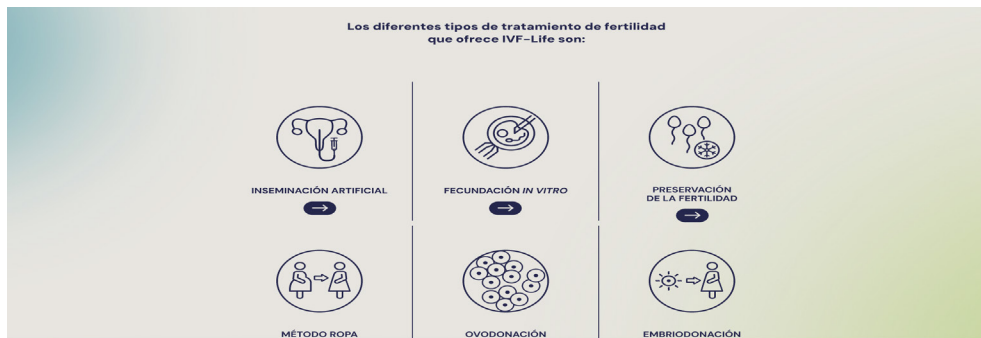 Los diferentes tipos de tratamiento de fertilidad
que ofrece IVF-Life son:
INSEMINACIÓN ARTIFICIAL
FECUNDACIÓN IN VITRO
PRESERVACIÓN
DE LA FERTILIDAD
MÉTODO ROPA
OVODONACIÓN
EMBRIODONACIÓN